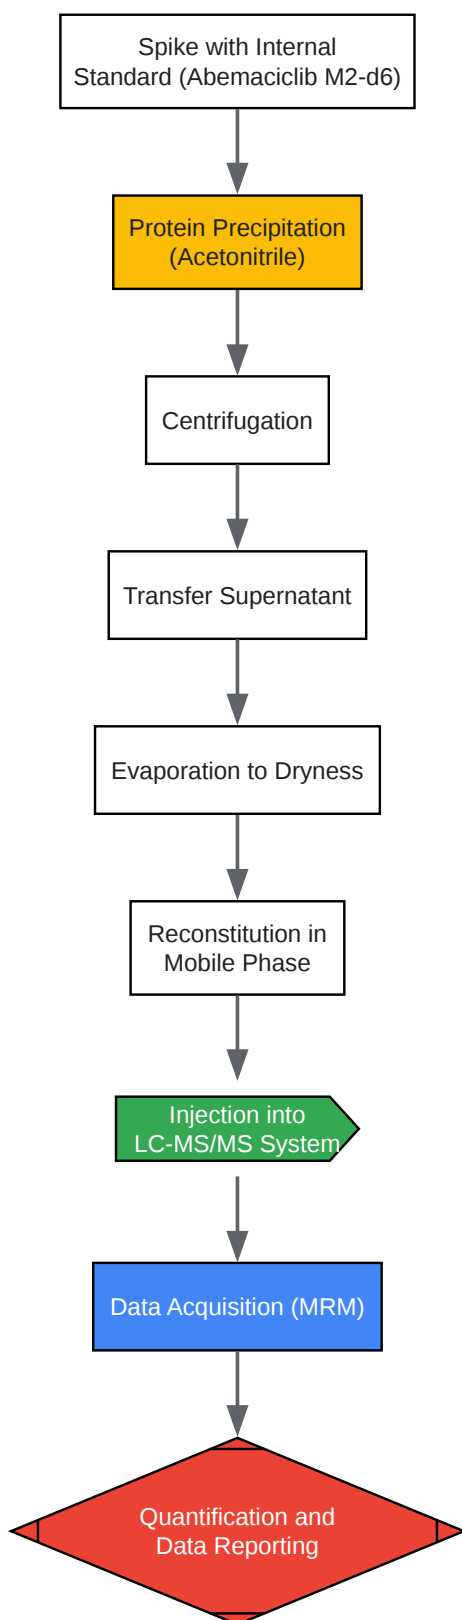 Spike with Internal
Standard (Abemaciclib M2-d6)
Protein Precipitation
(Acetonitrile)
Centrifugation
Transfer Supernatant
Evaporation to Dryness
Reconstitution in
Mobile Phase
Injection into
LC-MS/MS System
Data Acquisition (MRM)
Quantification and
Data Reporting